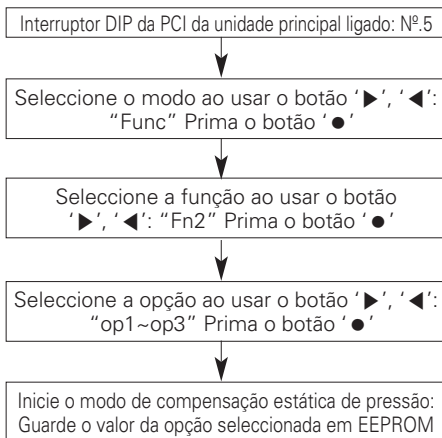 Interruptor DIP da PCI da unidade principal ligado: Nº.5
Seleccione o modo ao usar o botão ‘▶’, ‘◀’:
“Func” Prima o botão ‘●’
Seleccione a função ao usar o botão
‘▶’, ‘◀’: “Fn2” Prima o botão ‘●’
Seleccione a opção ao usar o botão ‘▶’, ‘◀’:
“op1~op3” Prima o botão ‘●’
Inicie o modo de compensação estática de pressão:
Guarde o valor da opção seleccionada em EEPROM